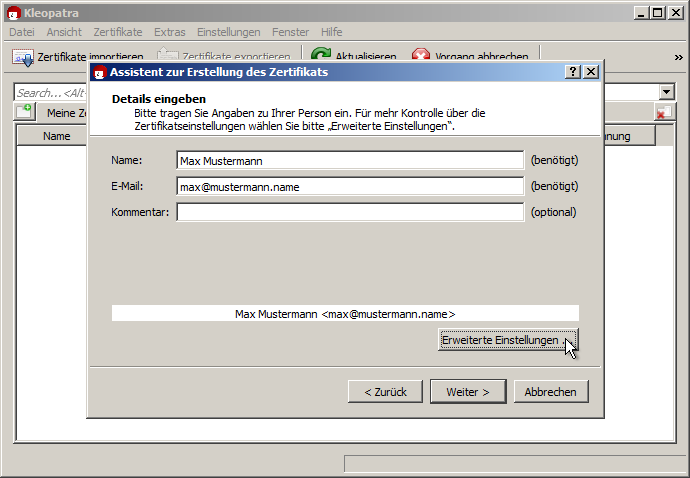 Kleopatra
Datei Ansicht Zertifikate Extras Einstellungen Fenster Hilfe
Zertifikate importieren Zertifikate exportieren Aktualisieren Vorgang abbrechen »
Assistent zur Erstellung des Zertifikats
Search...<Alt
Details eingeben
Bitte tragen Sie Angaben zu Ihrer Person ein. Für mehr Kontrolle über die
Zertifikatseinstellungen wählen Sie bitte „Erweiterte Einstellungen“.
Meine Ze
Name
nnung
Name: Max Mustermann (benötigt)
E-Mail: max@mustermann.name (benötigt)
Kommentar: (optional)
Max Mustermann <max@mustermann.name>
Erweiterte Einstellungen .
< Zurück Weiter > Abbrechen